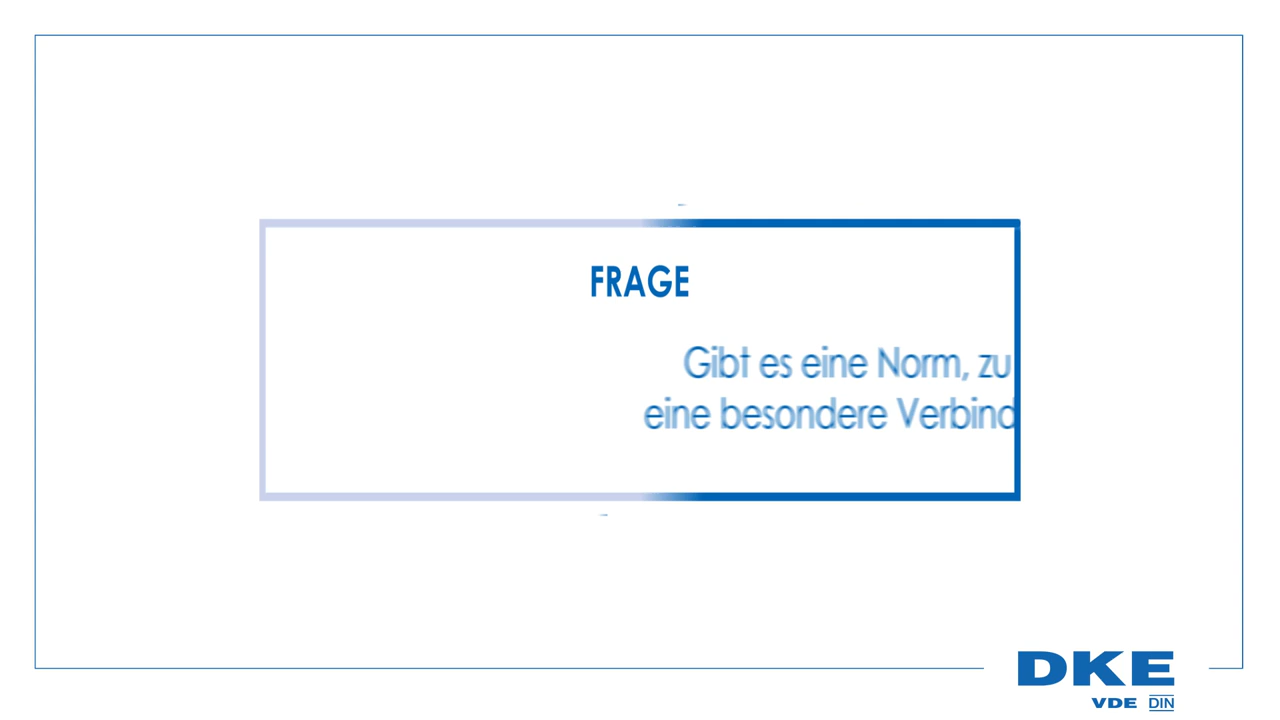 FRAGE
Gibt es eine Norm, zu
eine besondere Verbind
DKE
VDE DIN